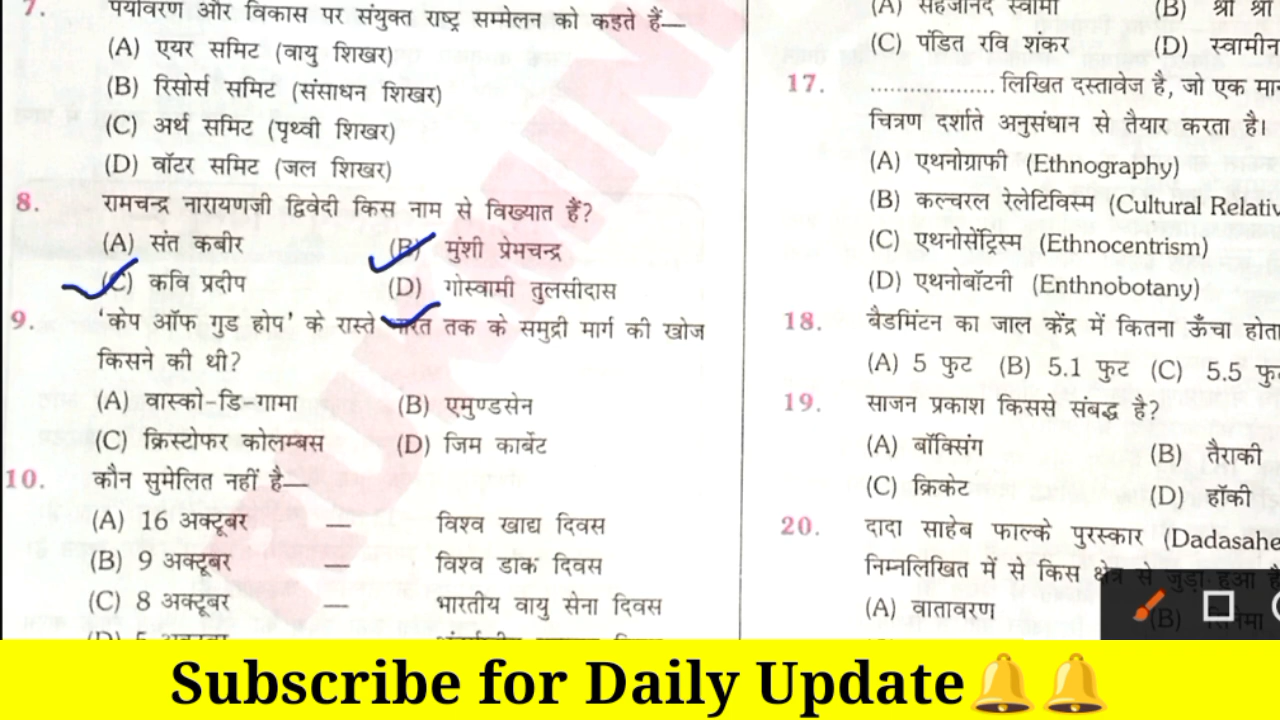 7. पर्यावरण और विकास पर संयुक्त राष्ट्र सम्मेलन को कहते हैं—
(A) एयर समिट (वायु शिखर)
(B) रिसोर्स समिट (संसाधन शिखर)
(C) अर्थ समिट (पृथ्वी शिखर)
(D) वॉटर समिट (जल शिखर)
8. रामचन्द्र नारायणजी द्विवेदी किस नाम से विख्यात हैं?
(A) संत कबीर (B) मुंशी प्रेमचन्द्र
(C) कवि प्रदीप (D) गोस्वामी तुलसीदास
9. 'केप ऑफ गुड होप' के रास्ते भारत तक के समुद्री मार्ग की खोज
किसने की थी?
(A) वास्को-डि-गामा (B) एमुण्डसेन
(C) क्रिस्टोफर कोलम्बस (D) जिम कार्बेट
10. कौन सुमेलित नहीं है—
(A) 16 अक्टूबर — विश्व खाद्य दिवस
(B) 9 अक्टूबर — विश्व डाक दिवस
(C) 8 अक्टूबर — भारतीय वायु सेना दिवस
(A) सहजानंद स्वामी (B) श्री श्री
(C) पंडित रवि शंकर (D) स्वामीन
17. .................... लिखित दस्तावेज है, जो एक मान
चित्रण दर्शाते अनुसंधान से तैयार करता है।
(A) एथनोग्राफी (Ethnography)
(B) कल्चरल रेलेटिविस्म (Cultural Relativ
(C) एथनोसेंट्रिस्म (Ethnocentrism)
(D) एथनोबॉटनी (Enthnobotany)
18. बैडमिंटन का जाल केंद्र में कितना ऊँचा होता
(A) 5 फुट (B) 5.1 फुट (C) 5.5 फुट
19. साजन प्रकाश किससे संबद्ध है?
(A) बॉक्सिंग (B) तैराकी
(C) क्रिकेट (D) हॉकी
20. दादा साहेब फाल्के पुरस्कार (Dadasahe
निम्नलिखित में से किस क्षेत्र से जुड़ा हुआ है
(A) वातावरण (B) सिनेमा
Subscribe for Daily Update